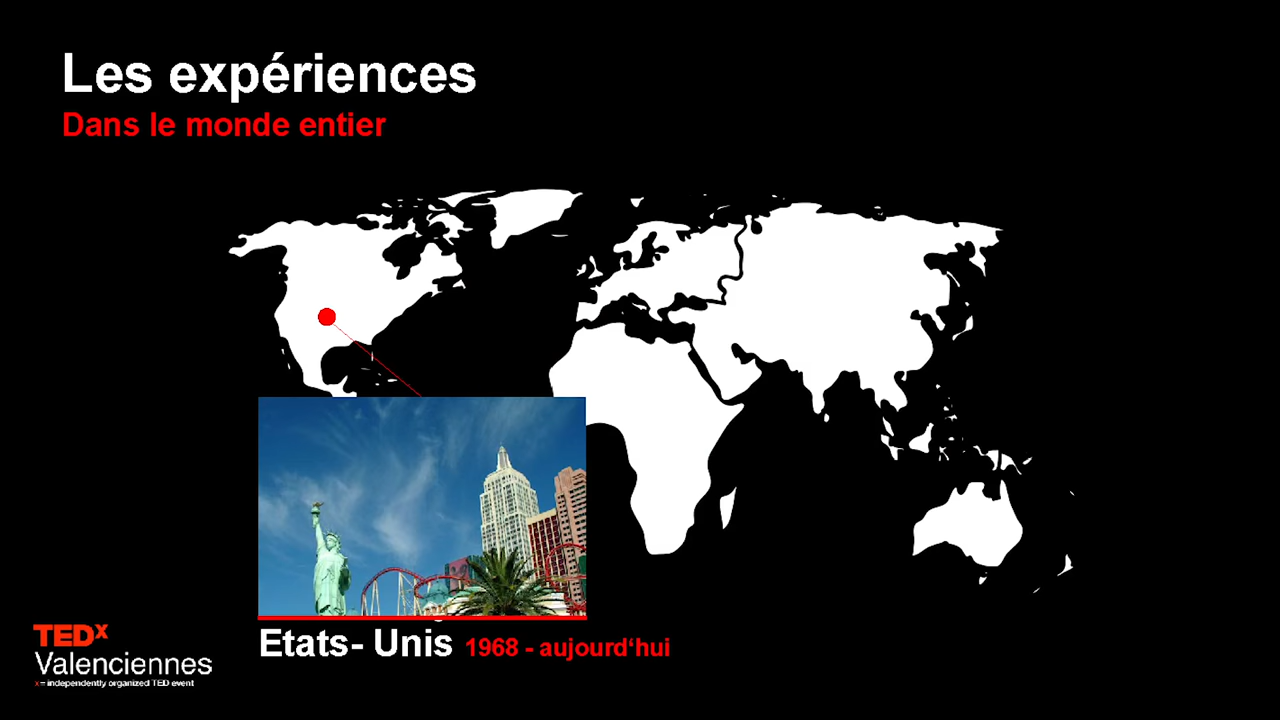 Les expériences
Dans le monde entier
Etats- Unis 1968 - aujourd‘hui
TEDx
Valenciennes
x = independently organized TED event